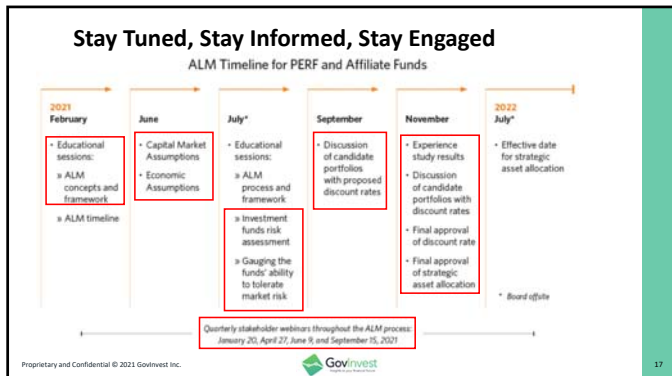 Stay Tuned, Stay Informed, Stay Engaged
ALM Timeline for PERF and Affiliate Funds
2021
February
• Educational
sessions:
» ALM
concepts and
framework
» ALM timeline
June
• Capital Market
Assumptions
• Economic
Assumptions
July*
• Educational
sessions:
» ALM
process and
framework
» Investment
funds risk
assessment
» Gauging the
funds' ability
to tolerate
market risk
September
• Discussion
of candidate
portfolios
with proposed
discount rates
November
• Experience
study results
• Discussion
of candidate
portfolios with
discount rates
• Final approval
of discount rate
• Final approval
of strategic
asset allocation
2022
July*
• Effective date
for strategic
asset allocation
* Board offsite
Quarterly stakeholder webinars throughout the ALM process:
January 20, April 27, June 9, and September 15, 2021
Proprietary and Confidential © 2021 GovInvest Inc.
GovInvest
17